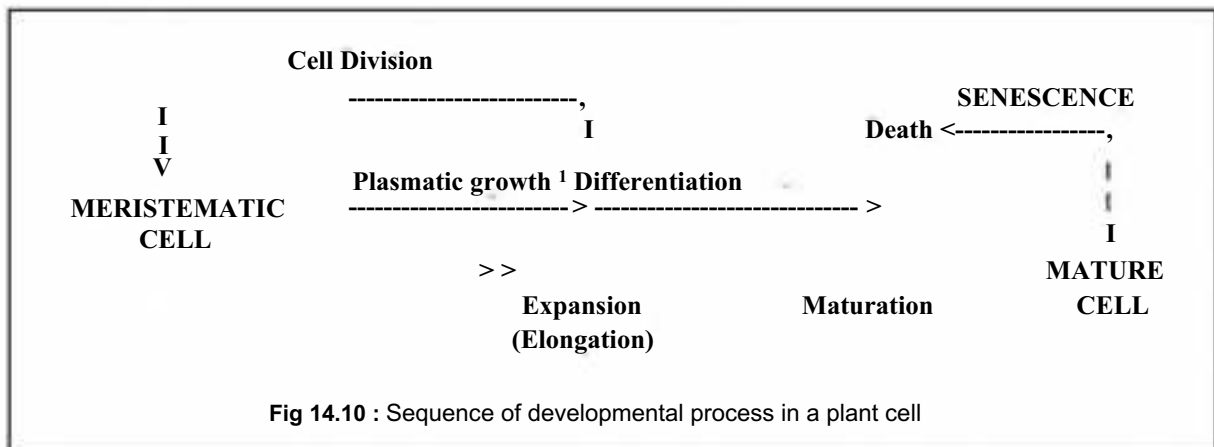 Cell Division
-------------------------, 
SENESCENCE
I
I
Death <-----------------,
I
V
Plasmatic growth 1 Differentiation
MERISTEMATIC
CELL
------------------------ > ----------------------------- >
I
> >
MATURE
CELL
Expansion
(Elongation)
Maturation
Fig 14.10 : Sequence of developmental process in a plant cell